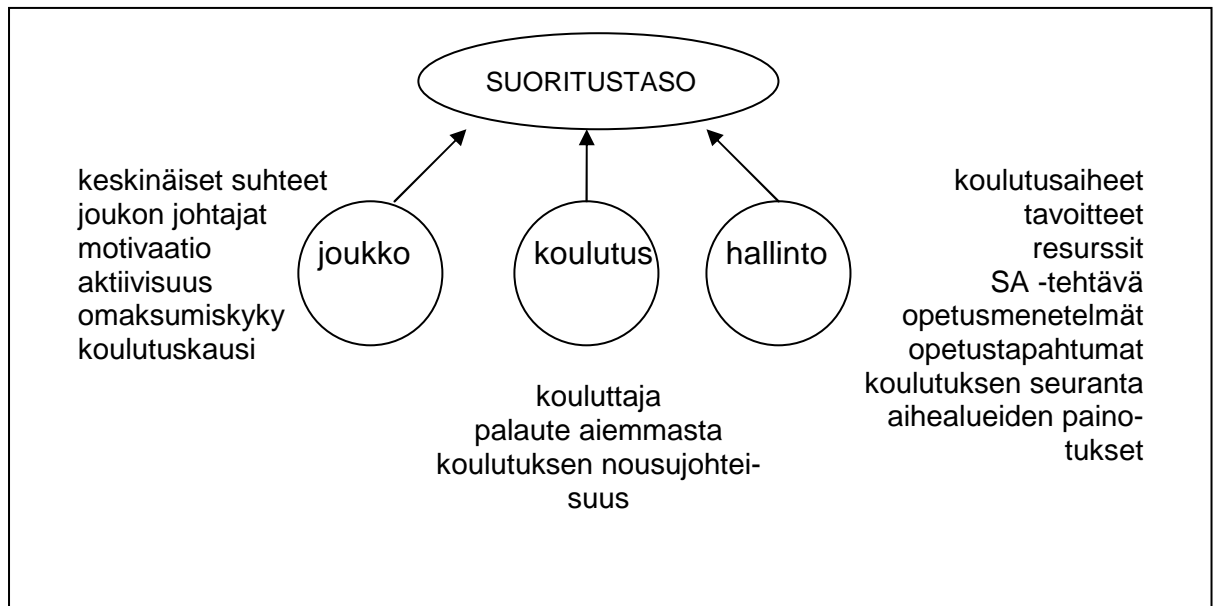 SUORITUSTASO
keskinäiset suhteet
joukon johtajat
motivaatio
aktiivisuus
omaksumiskyky
koulutuskausi
joukko
koulutus
hallinto
kouluttaja
palaute aiemmasta
koulutuksen nousujohtei-
suus
koulutusaiheet
tavoitteet
resurssit
SA -tehtävä
opetusmenetelmät
opetustapahtumat
koulutuksen seuranta
aihealueiden paino-
tukset